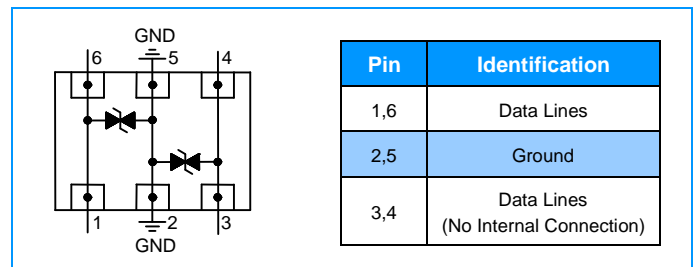 GND
6 5 4
1 2 3
GND
Pin Identification
1,6 Data Lines
2,5 Ground
3,4 Data Lines
(No Internal Connection)